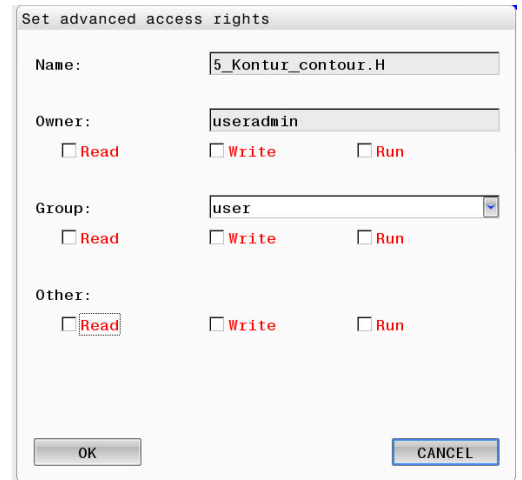 Set advanced access rights
Name: 5_Kontur_contour.H
Owner: useradmin
Read Write Run
Group: user
Read Write Run
Other:
Read Write Run
OK CANCEL